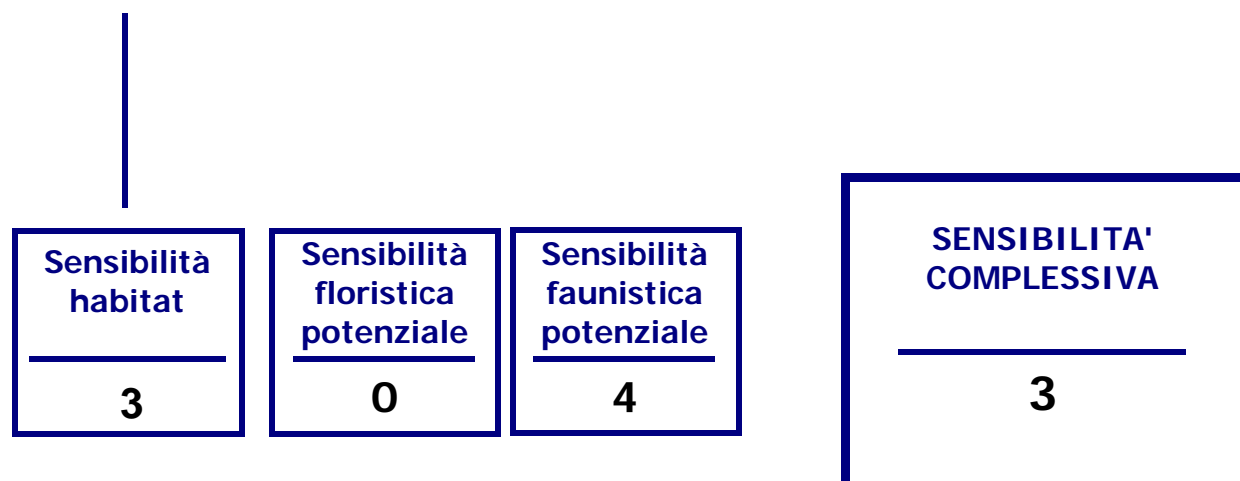 Sensibilità
habitat
3
Sensibilità
floristica
potenziale
0
Sensibilità
faunistica
potenziale
4
SENSIBILITA'
COMPLESSIVA
3